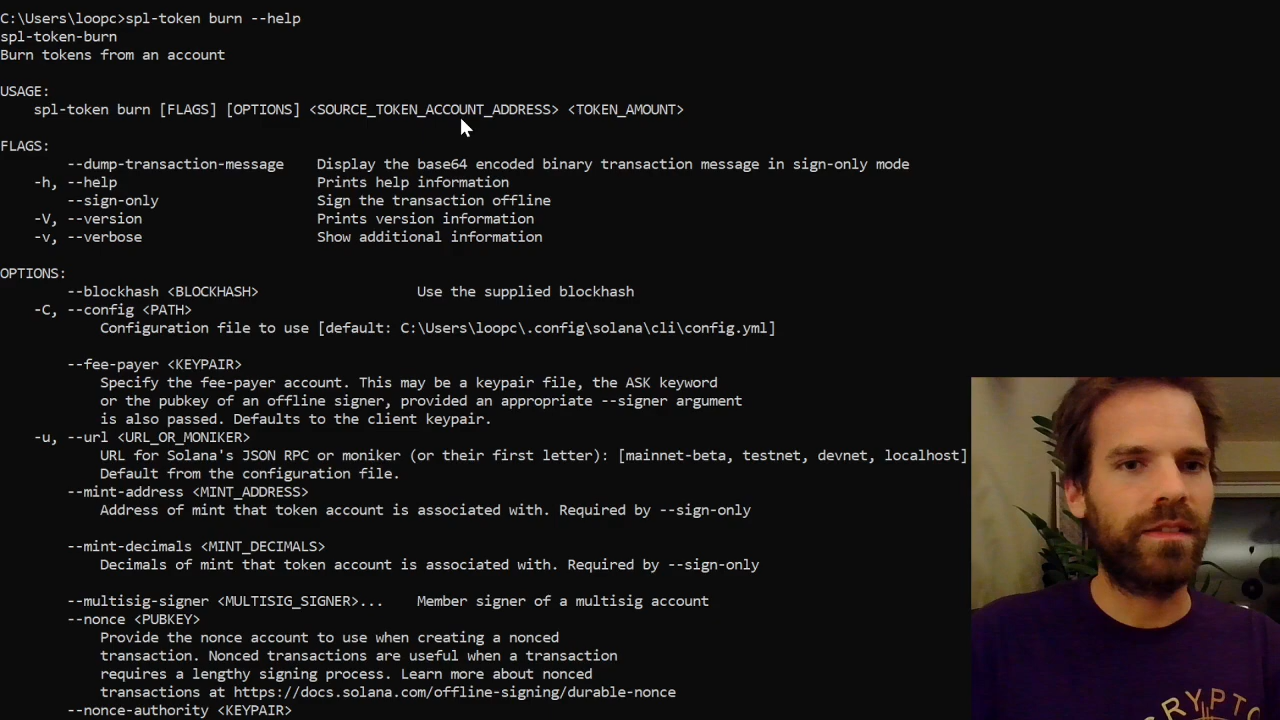 C:\Users\loopc>spl-token burn --help
spl-token-burn
Burn tokens from an account
USAGE:
spl-token burn [FLAGS] [OPTIONS] <SOURCE_TOKEN_ACCOUNT_ADDRESS> <TOKEN_AMOUNT>
FLAGS:
--dump-transaction-message Display the base64 encoded binary transaction message in sign-only mode
-h, --help Prints help information
--sign-only Sign the transaction offline
-V, --version Prints version information
-v, --verbose Show additional information
OPTIONS:
--blockhash <BLOCKHASH> Use the supplied blockhash
-C, --config <PATH>
Configuration file to use [default: C:\Users\loopc\.config\solana\cli\config.yml]
--fee-payer <KEYPAIR>
Specify the fee-payer account. This may be a keypair file, the ASK keyword
or the pubkey of an offline signer, provided an appropriate --signer argument
is also passed. Defaults to the client keypair.
-u, --url <URL_OR_MONIKER>
URL for Solana's JSON RPC or moniker (or their first letter): [mainnet-beta, testnet, devnet, localhost]
Default from the configuration file.
--mint-address <MINT_ADDRESS>
Address of mint that token account is associated with. Required by --sign-only
--mint-decimals <MINT_DECIMALS>
Decimals of mint that token account is associated with. Required by --sign-only
--multisig-signer <MULTISIG_SIGNER>... Member signer of a multisig account
--nonce <PUBKEY>
Provide the nonce account to use when creating a nonced
transaction. Nonced transactions are useful when a transaction
requires a lengthy signing process. Learn more about nonced
transactions at https://docs.solana.com/offline-signing/durable-nonce
--nonce-authority <KEYPAIR>
CRYPTO